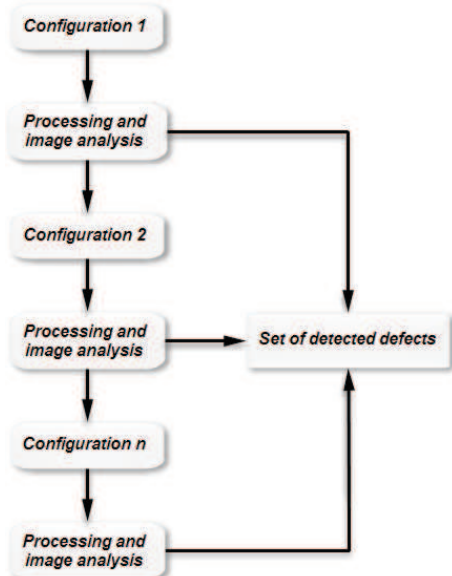 Configuration 1
Processing and
image analysis
Configuration 2
Processing and
image analysis
Set of detected defects
Configuration n
Processing and
image analysis